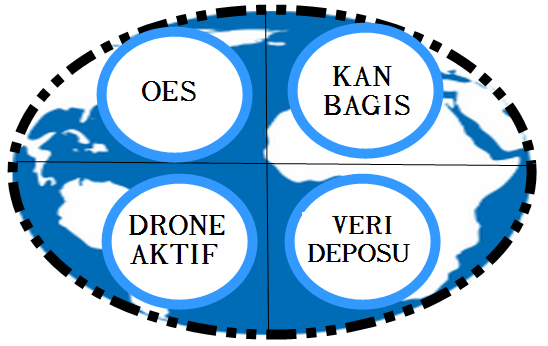 OES
KAN
BAGIS
DRONE
AKTIF
VERI
DEPOSU